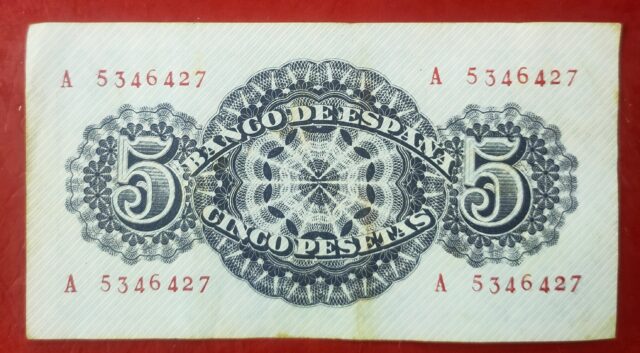 A 5346427 A 5346427
BANCO DE ESPAÑA
5 5
CINCO PESETAS
A 5346427 A 5346427